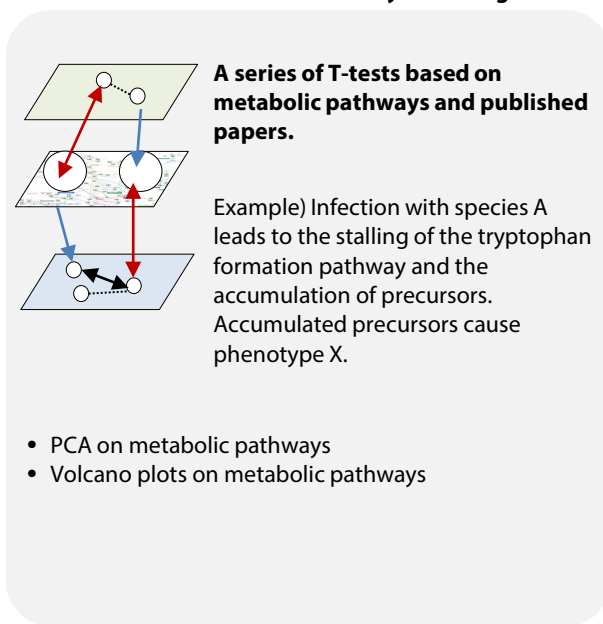 A series of T-tests based on
metabolic pathways and published
papers.
Example) Infection with species A
leads to the stalling of the tryptophan
formation pathway and the
accumulation of precursors.
Accumulated precursors cause
phenotype X.
• PCA on metabolic pathways
• Volcano plots on metabolic pathways